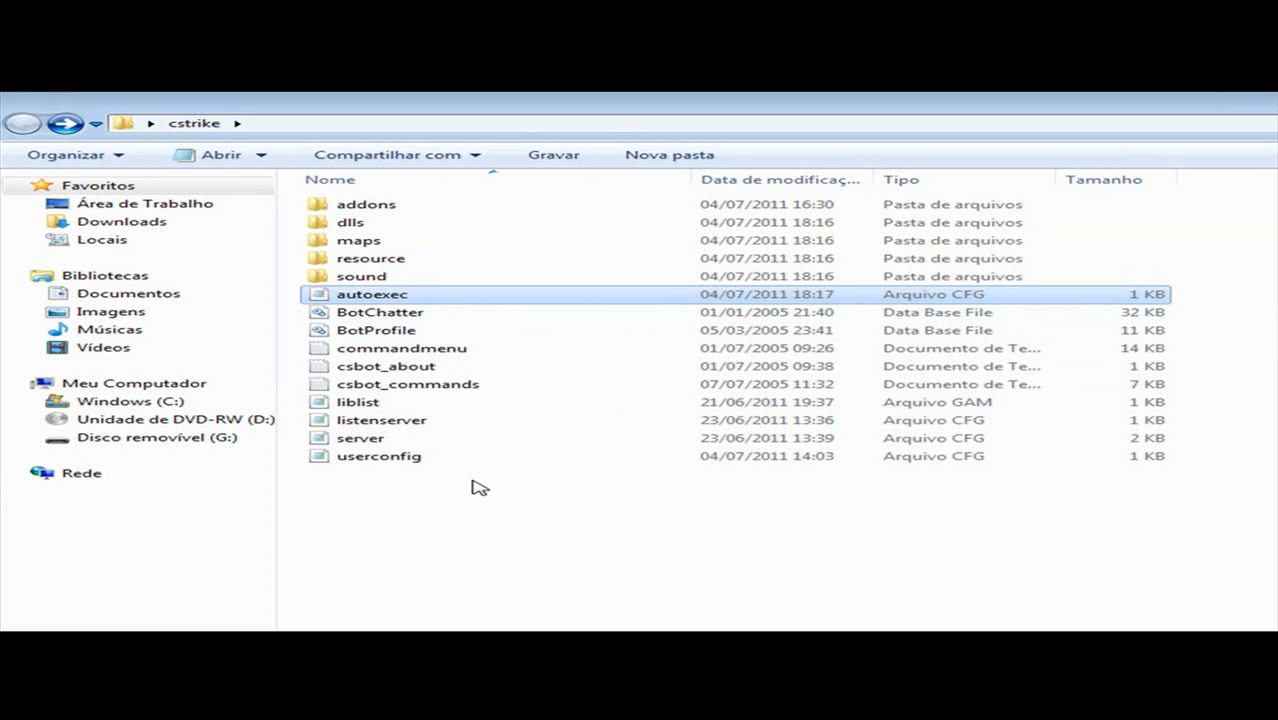 cstrike
Organizar Abrir Compartilhar com Gravar Nova pasta
Nome Data de modificaç... Tipo Tamanho
Favoritos
Área de Trabalho
Downloads
Locais
Bibliotecas
Documentos
Imagens
Músicas
Vídeos
Meu Computador
Windows (C:)
Unidade de DVD-RW (D:)
Disco removível (G:)
Rede
addons 04/07/2011 16:30 Pasta de arquivos
dlls 04/07/2011 18:16 Pasta de arquivos
maps 04/07/2011 18:16 Pasta de arquivos
resource 04/07/2011 18:16 Pasta de arquivos
sound 04/07/2011 18:16 Pasta de arquivos
autoexec 04/07/2011 18:17 Arquivo CFG 1 KB
BotChatter 01/01/2005 21:40 Data Base File 32 KB
BotProfile 05/03/2005 23:41 Data Base File 11 KB
commandmenu 01/07/2005 09:26 Documento de Te... 14 KB
csbot_about 01/07/2005 09:38 Documento de Te... 1 KB
csbot_commands 07/07/2005 11:32 Documento de Te... 7 KB
liblist 21/06/2011 19:37 Arquivo GAM 1 KB
listenserver 23/06/2011 13:36 Arquivo CFG 1 KB
server 23/06/2011 13:39 Arquivo CFG 2 KB
userconfig 04/07/2011 14:03 Arquivo CFG 1 KB